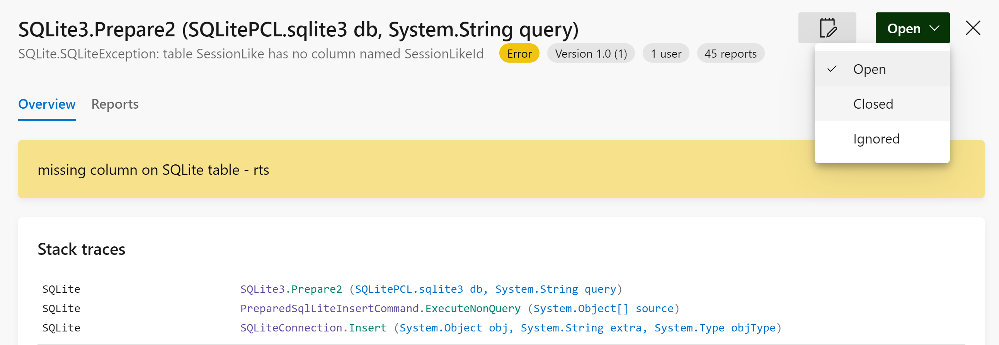 SQLite3.Prepare2 (SQLitePCL.sqlite3 db, System.String query)
Open
SQLite.SQLiteException: table SessionLike has no column named SessionLikeId
Error
Version 1.0 (1)
1 user
45 reports
Open
Closed
Ignored
Overview
Reports
missing column on SQLite table - rts
Stack traces
SQLite SQLite3.Prepare2 (SQLitePCL.sqlite3 db, System.String query)
SQLite PreparedSqlLiteInsertCommand.ExecuteNonQuery (System.Object[] source)
SQLite SQLiteConnection.Insert (System.Object obj, System.String extra, System.Type objType)